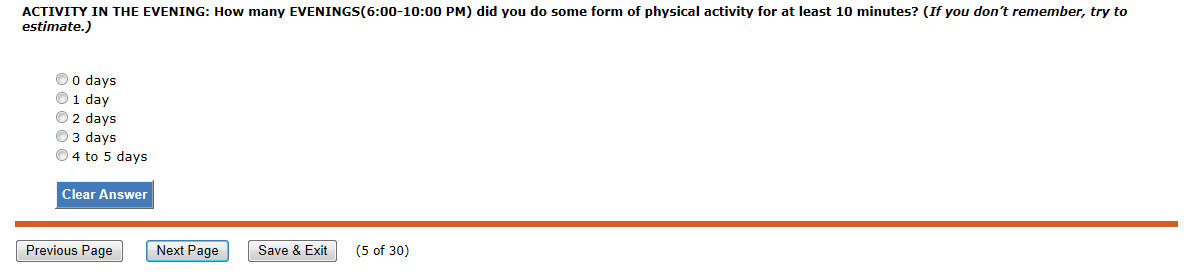 ACTIVITY IN THE EVENING: How many EVENINGS(6:00-10:00 PM) did you do some form of physical activity for at least 10 minutes? (If you don’t remember, try to
estimate.)
0 days
1 day
2 days
3 days
4 to 5 days
Clear Answer
Previous Page Next Page Save & Exit (5 of 30)